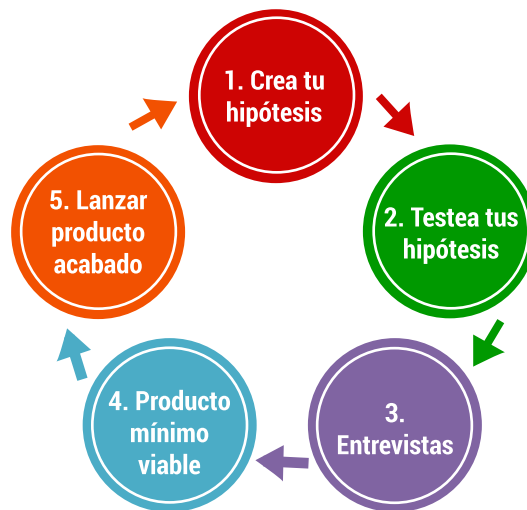 1. Crea tu
hipótesis
2. Testea tus
hipótesis
3.
Entrevistas
4. Producto
mínimo
viable
5. Lanzar
producto
acabado